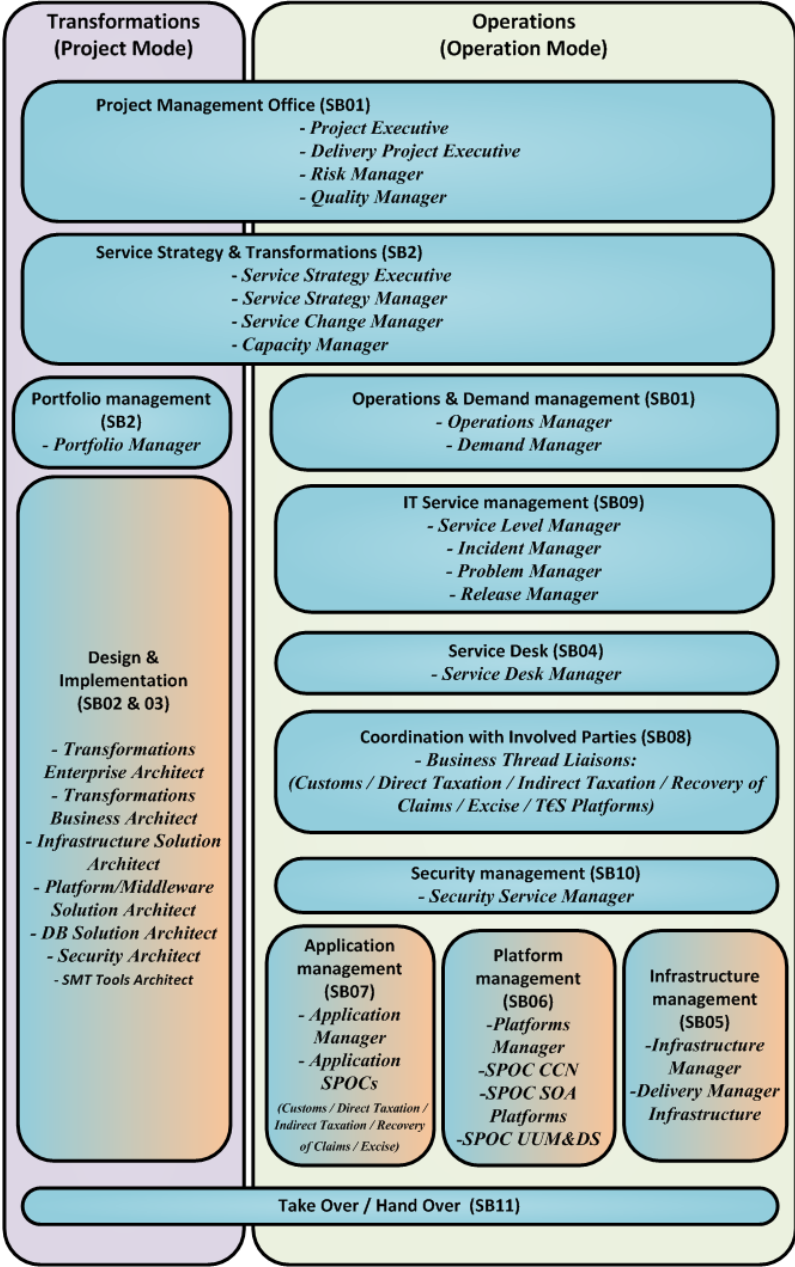 Transformations
(Project Mode)
Operations
(Operation Mode)
Project Management Office (SB01)
- Project Executive
- Delivery Project Executive
- Risk Manager
- Quality Manager
Service Strategy & Transformations (SB2)
- Service Strategy Executive
- Service Strategy Manager
- Service Change Manager
- Capacity Manager
Portfolio management
(SB2)
- Portfolio Manager
Operations & Demand management (SB01)
- Operations Manager
- Demand Manager
IT Service management (SB09)
- Service Level Manager
- Incident Manager
- Problem Manager
- Release Manager
Design &
Implementation
(SB02 & 03)
- Transformations
Enterprise Architect
- Transformations
Business Architect
- Infrastructure Solution
Architect
- Platform/Middleware
Solution Architect
- DB Solution Architect
- Security Architect
- SMT Tools Architect
Service Desk (SB04)
- Service Desk Manager
Coordination with Involved Parties (SB08)
- Business Thread Liaisons:
(Customs / Direct Taxation / Indirect Taxation / Recovery of
Claims / Excise / T€S Platforms)
Security management (SB10)
- Security Service Manager
Application
management
(SB07)
- Application
Manager
- Application
SPOCs
(Customs / Direct Taxation /
Indirect Taxation / Recovery
of Claims / Excise)
Platform
management
(SB06)
-Platforms
Manager
-SPOC CCN
-SPOC SOA
Platforms
-SPOC UUM&DS
Infrastructure
management
(SB05)
-Infrastructure
Manager
-Delivery Manager
Infrastructure
Take Over / Hand Over (SB11)